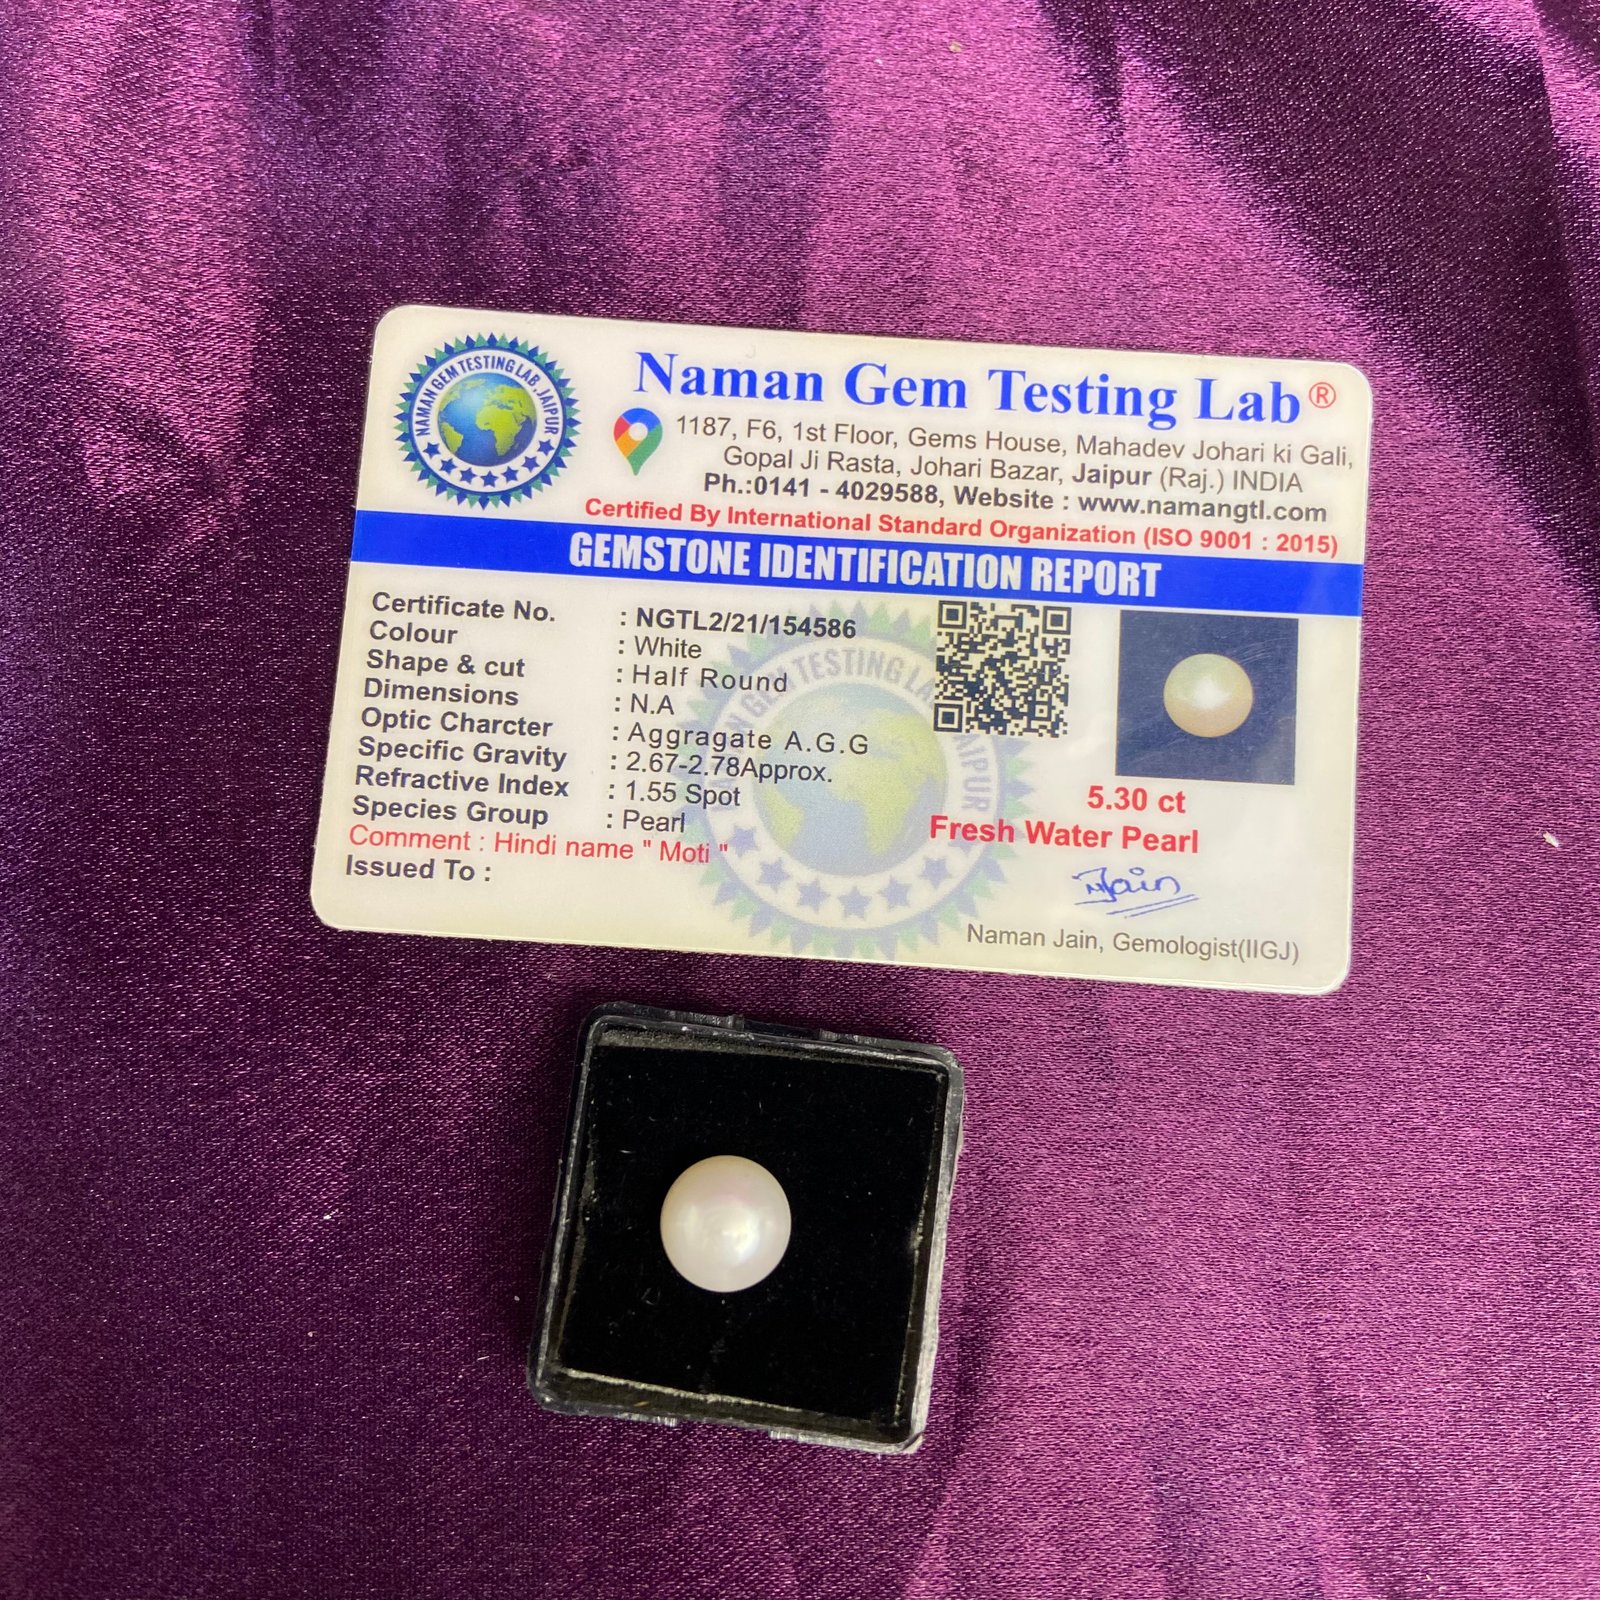 NAMAN GEM TESTING LAB, JAIPUR
Naman Gem Testing Lab®
1187, F6, 1st Floor, Gems House, Mahadev Johari ki Gali,
Gopal Ji Rasta, Johari Bazar, Jaipur (Raj.) INDIA
Ph.:0141 - 4029588, Website : www.namangtl.com
Certified By International Standard Organization (ISO 9001 : 2015)
GEMSTONE IDENTIFICATION REPORT
Certificate No. : NGTL2/21/154586
Colour : White
Shape & cut : Half Round
Dimensions : N.A
Optic Charcter : Aggragate A.G.G
Specific Gravity : 2.67-2.78Approx.
Refractive Index : 1.55 Spot
Species Group : Pearl
Comment : Hindi name " Moti "
Issued To :
5.30 ct
Fresh Water Pearl
NJain
Naman Jain, Gemologist(IIGJ)